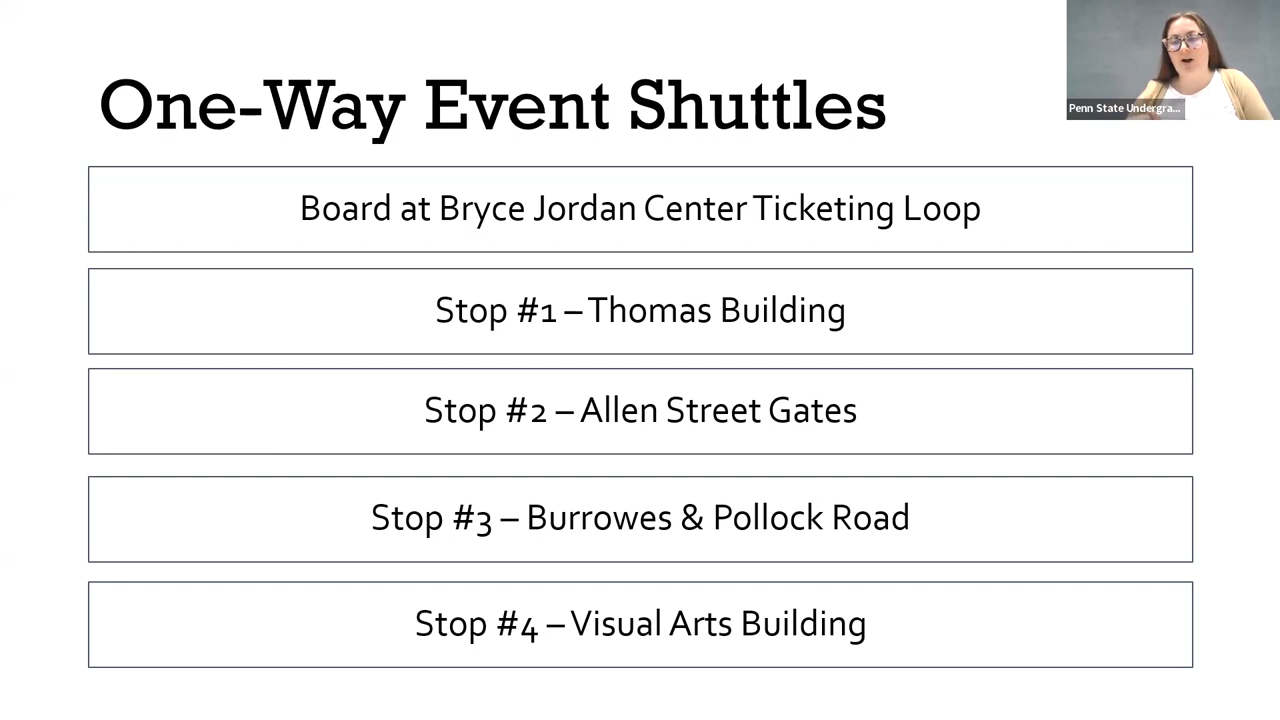 One-Way Event Shuttles
Penn State Undergra...
Board at Bryce Jordan Center Ticketing Loop
Stop #1 – Thomas Building
Stop #2 – Allen Street Gates
Stop #3 – Burrowes & Pollock Road
Stop #4 – Visual Arts Building